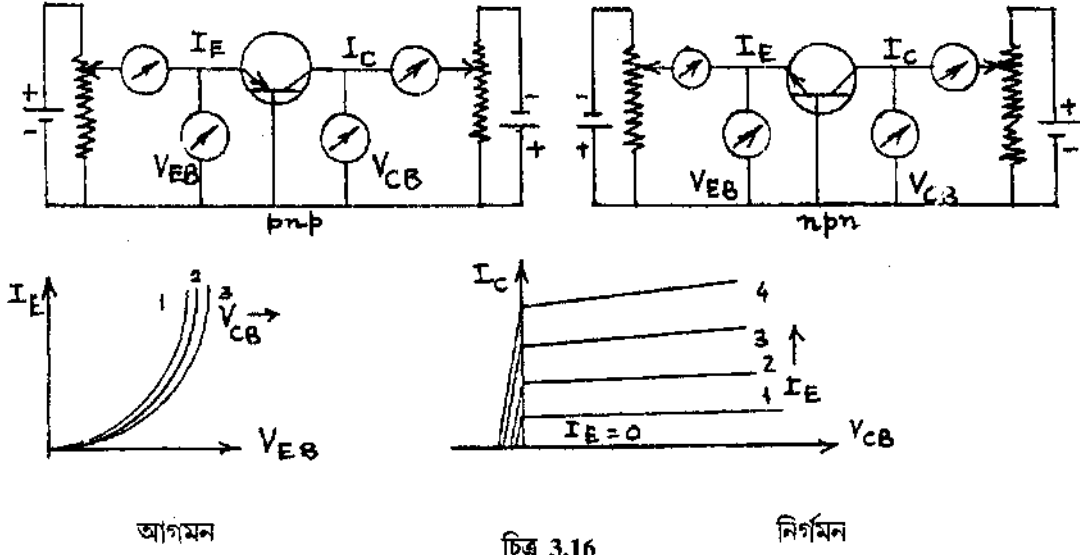 I_E I_C I_E I_C
+ - - + - + + -
V_EB V_CB V_EB V_CB
pnp npn
I_E 1 2 3 V_CB → V_EB
I_C 4 3 2 1 I_E I_E = 0 V_CB
আগমন নির্গমন
চিত্র 3.16